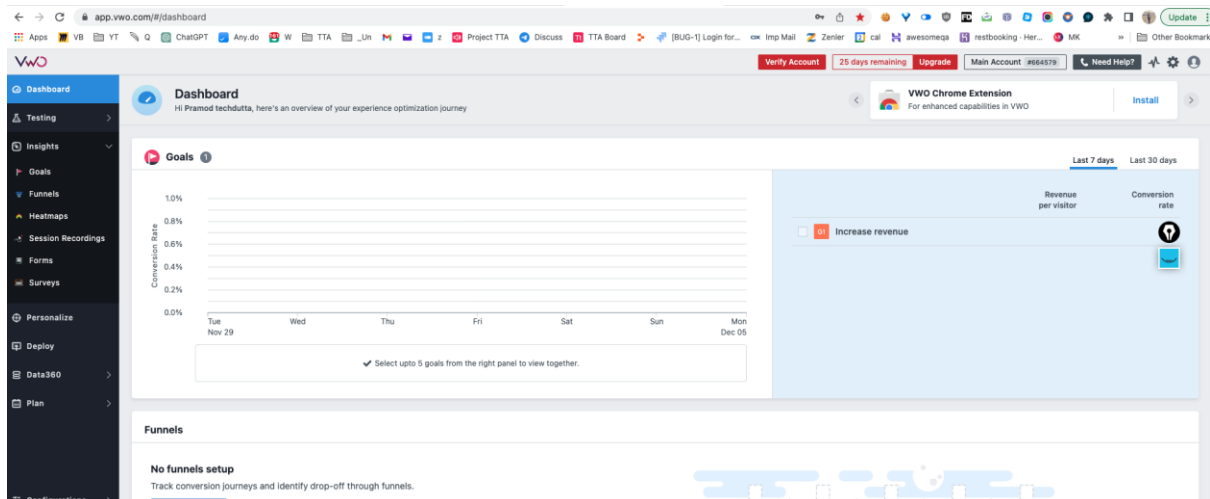 app.vwo.com/#/dashboard
Update
Apps VB YT Q ChatGPT Any.do W TTA _Un z Project TTA Discuss TTA Board [BUG-1] Login for... Imp Mail Zenler cal awesomeqa restbooking - Her... MK » Other Bookmark
VWO
Verify Account 25 days remaining Upgrade Main Account #664579 Need Help?
Dashboard
Testing
Insights
Goals
Funnels
Heatmaps
Session Recordings
Forms
Surveys
Personalize
Deploy
Data360
Plan
Configurations
Dashboard
Hi Pramod techdutta, here's an overview of your experience optimization journey
VWO Chrome Extension
For enhanced capabilities in VWO
Install
Goals 1
Last 7 days Last 30 days
Conversion Rate
1.0%
0.8%
0.6%
0.4%
0.2%
0.0%
Tue Wed Thu Fri Sat Sun Mon
Nov 29 Dec 05
Select upto 5 goals from the right panel to view together.
Revenue Conversion
per visitor rate
G1 Increase revenue
Funnels
No funnels setup
Track conversion journeys and identify drop-off through funnels.